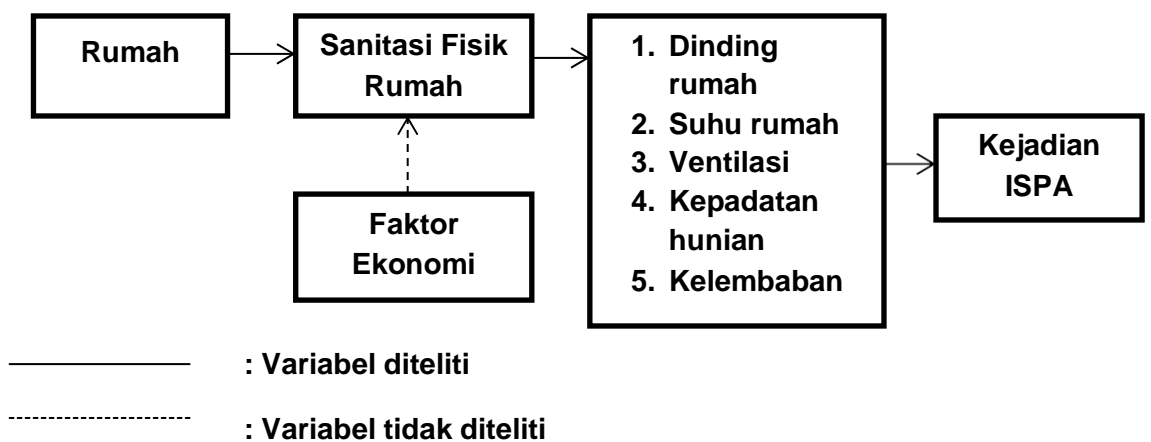 Rumah
Sanitasi Fisik
Rumah
Faktor
Ekonomi
1. Dinding
rumah
2. Suhu rumah
3. Ventilasi
4. Kepadatan
hunian
5. Kelembaban
Kejadian
ISPA
: Variabel diteliti
: Variabel tidak diteliti